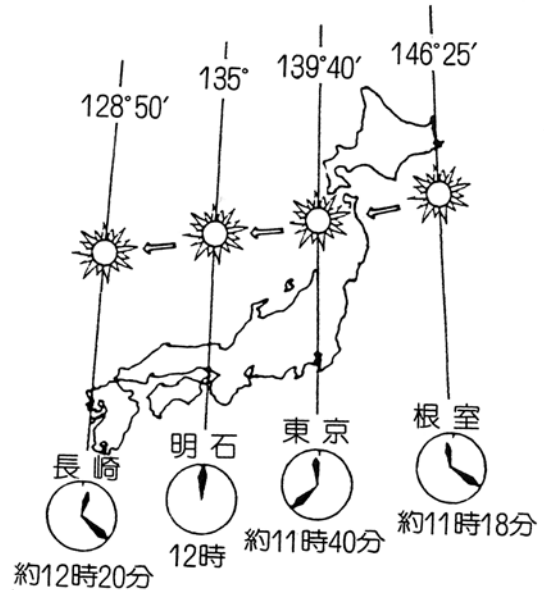 128°50′
135°
139°40′
146°25′
長崎
明石
東京
根室
約12時20分
12時
約11時40分
約11時18分